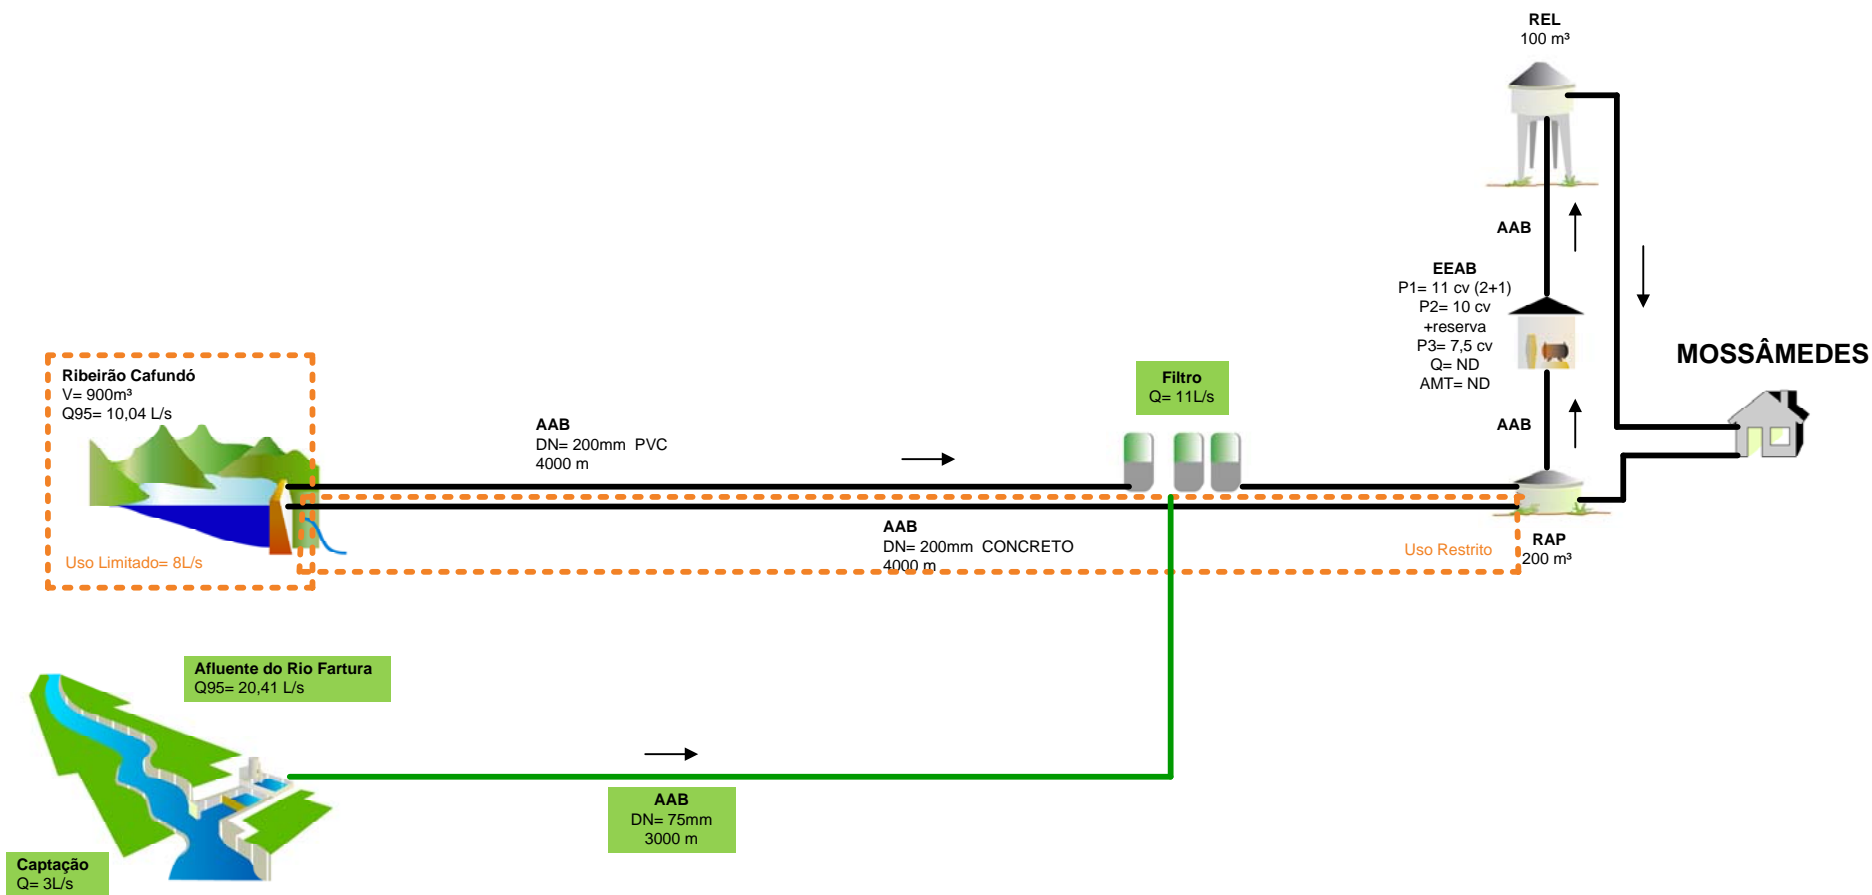 REL
100 m³
AAB
EEAB
P1= 11 cv (2+1)
P2= 10 cv
+reserva
P3= 7,5 cv
Q= ND
AMT= ND
MOSSÂMEDES
Ribeirão Cafundó
V= 900m³
Q95= 10,04 L/s
Filtro
Q= 11L/s
AAB
DN= 200mm  PVC
4000 m
AAB
AAB
DN= 200mm  CONCRETO
4000 m
Uso Restrito
RAP
200 m³
Uso Limitado= 8L/s
Afluente do Rio Fartura
Q95= 20,41 L/s
AAB
DN= 75mm
3000 m
Captação
Q= 3L/s